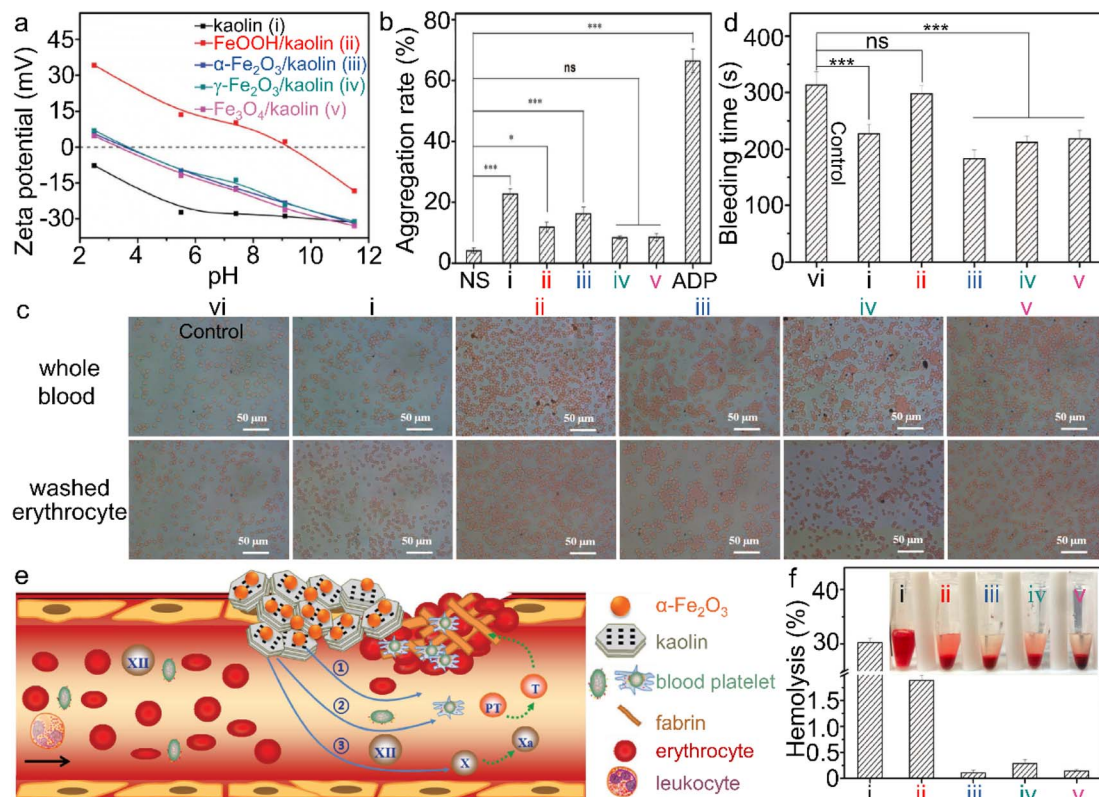 a
Zeta potential (mV)
45
30
15
0
-15
-30
kaolin (i)
FeOOH/kaolin (ii)
α-Fe₂O₃/kaolin (iii)
γ-Fe₂O₃/kaolin (iv)
Fe₃O₄/kaolin (v)
2 4 6 8 10 12
pH
b
Aggregation rate (%)
80
60
40
20
0
***
ns
***
*
***
NS i ii iii iv v ADP
d
Bleeding time (s)
400
300
200
100
0
***
ns
***
Control
vi i ii iii iv v
c
vi i ii iii iv v
whole
blood
Control
50 μm 50 μm 50 μm 50 μm 50 μm 50 μm
washed
erythrocyte
50 μm 50 μm 50 μm 50 μm 50 μm 50 μm
e
XII
①
②
③
XII
PT
T
X
Xa
α-Fe₂O₃
kaolin
blood platelet
fabrin
erythrocyte
leukocyte
f
Hemolysis (%)
40
30
1.5
1.0
0.5
0
i ii iii iv v
i ii iii iv v